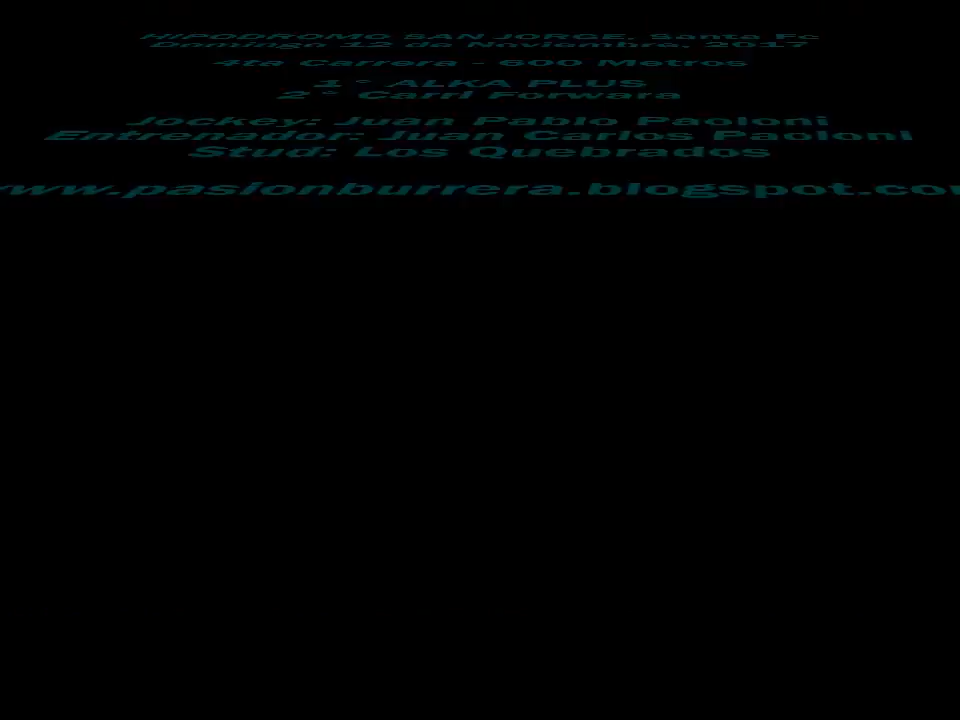 HIPODROMO SAN JORGE, Santa Fe
Domingo 12 de Noviembre, 2017
4ta Carrera - 600 Metros
1° ALKA PLUS
2° Carri Forwara
Jockey: Juan Pablo Paoloni
Entrenador: Juan Carlos Paoloni
Stud: Los Quebrados
www.pasionburrera.blogspot.com